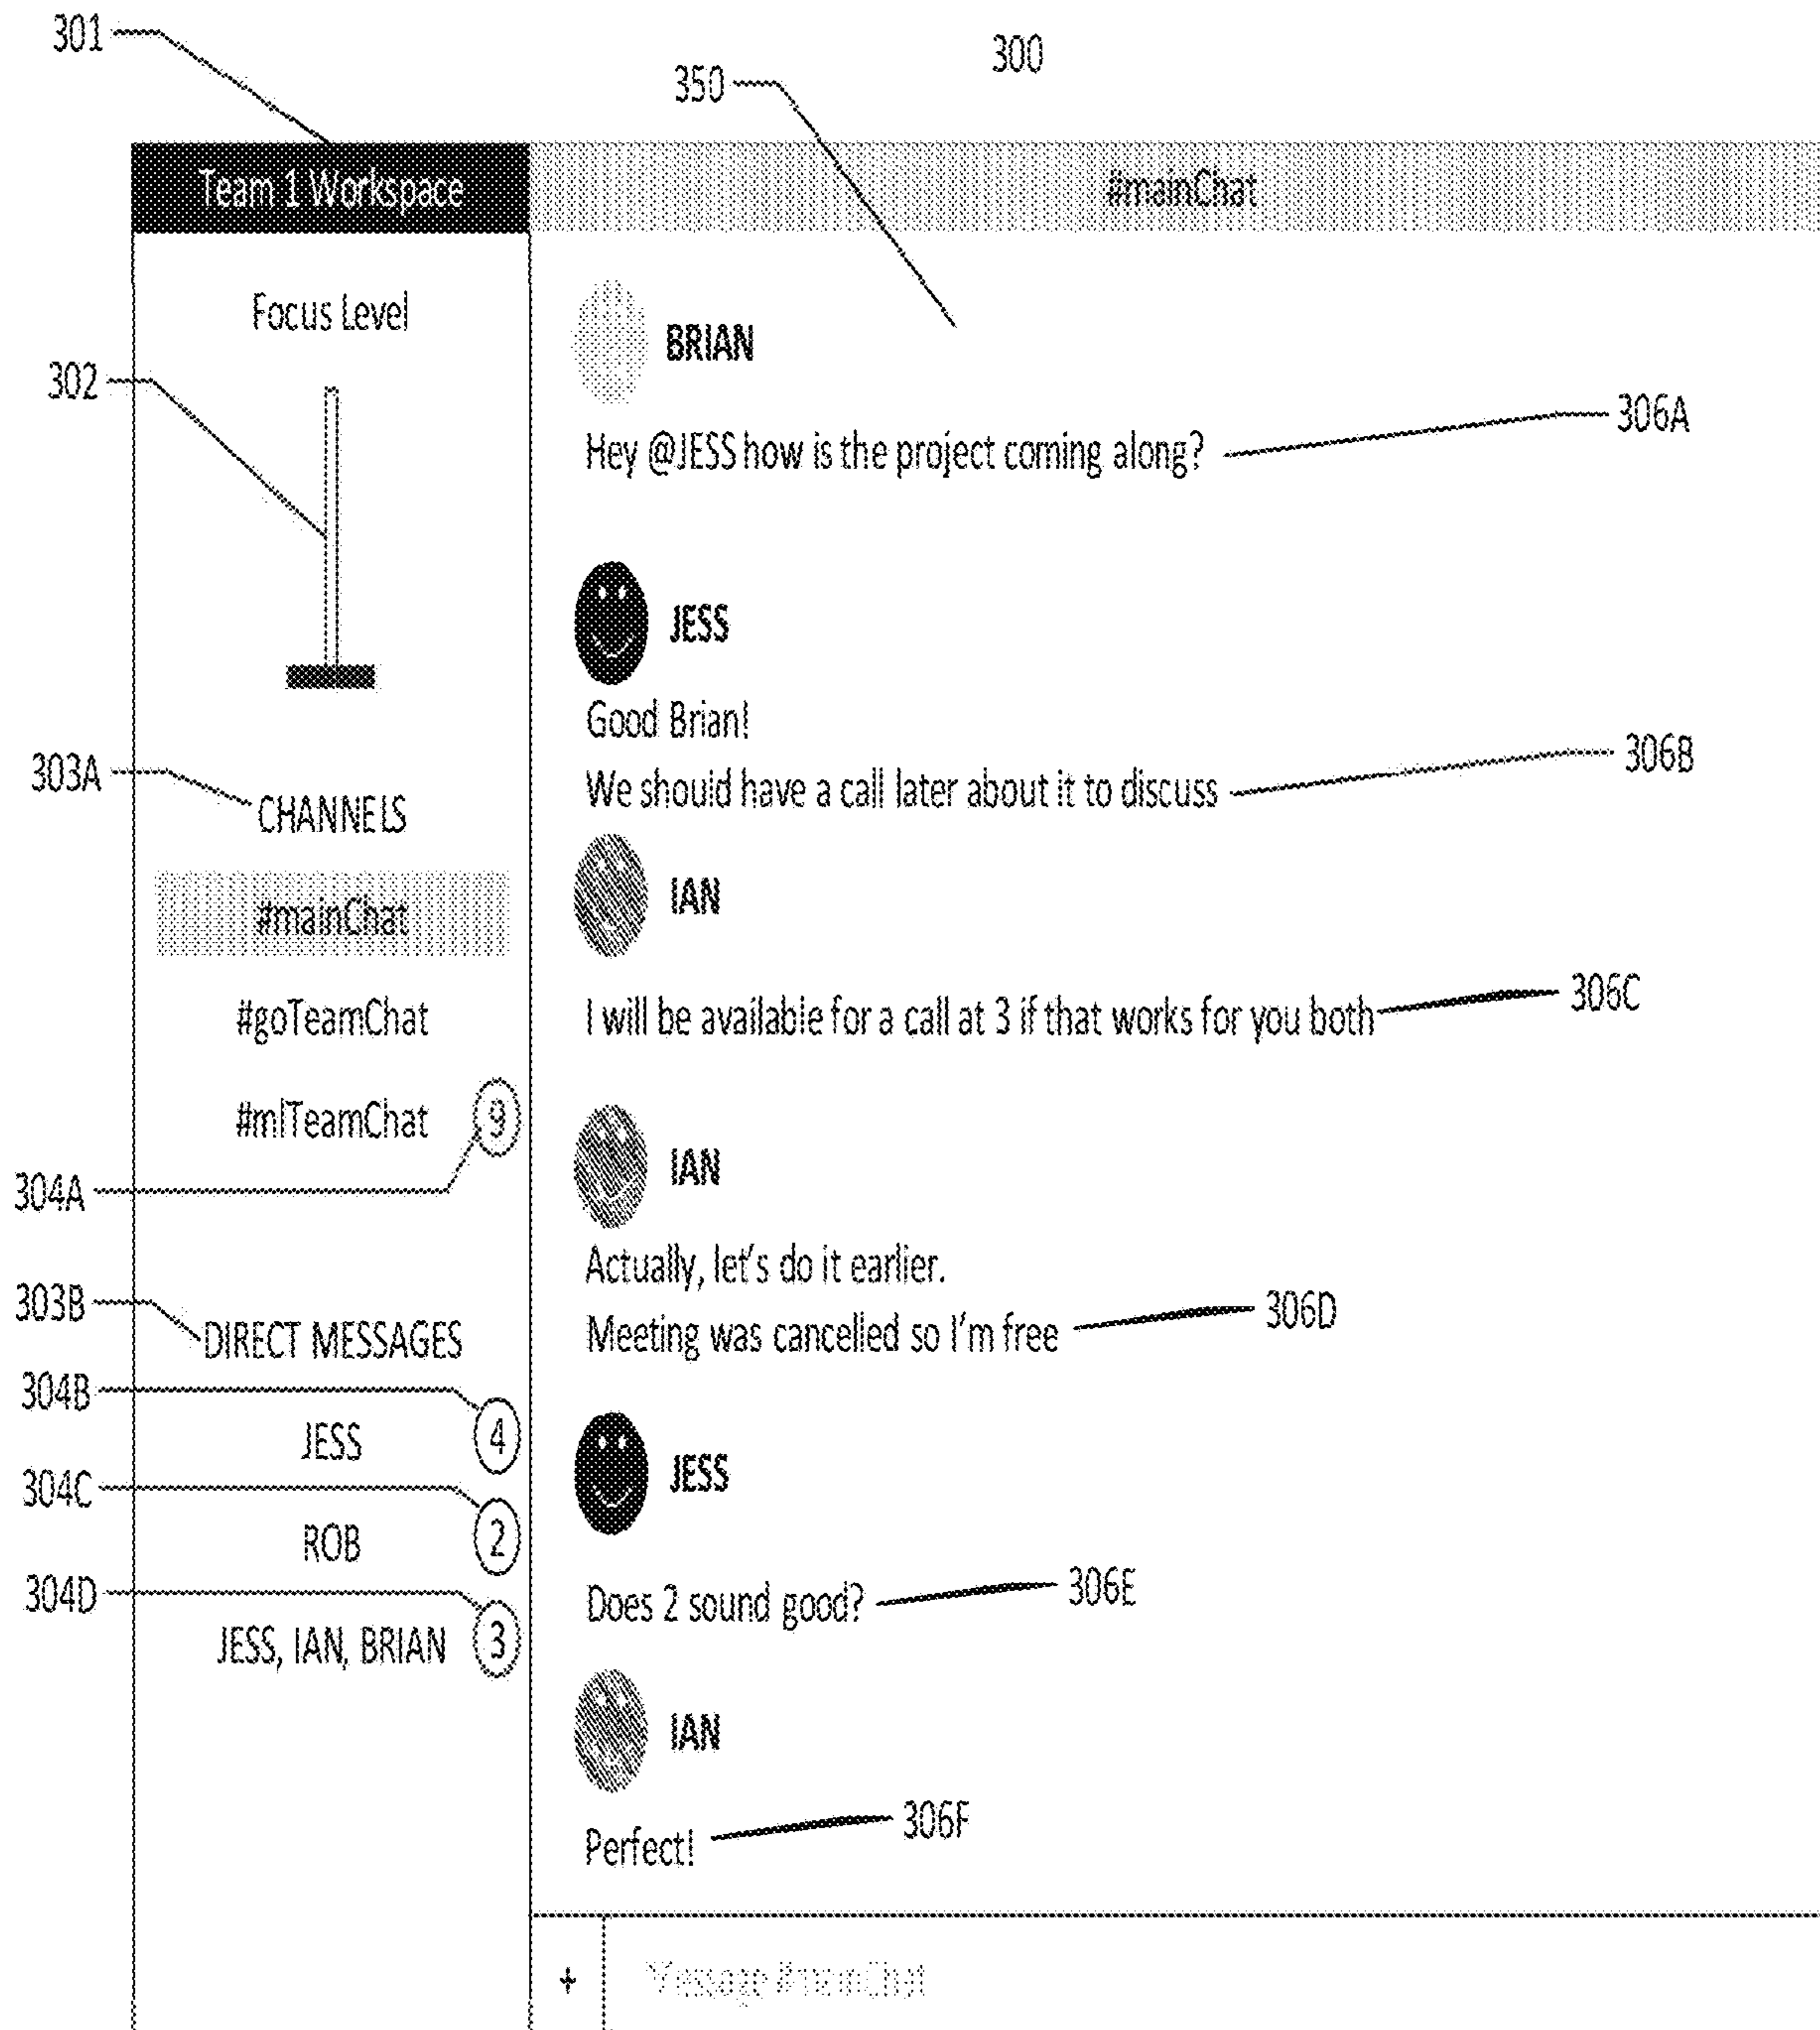 301
300
350
Team 1 Workspace
#mainChat
Focus Level
302
303A
CHANNELS
#mainChat
#goTeamChat
#mlTeamChat 9
304A
303B
DIRECT MESSAGES
304B
JESS 4
304C
ROB 2
304D
JESS, IAN, BRIAN 3
BRIAN
306A
Hey @JESS how is the project coming along?
JESS
Good Brian!
306B
We should have a call later about it to discuss
IAN
306C
I will be available for a call at 3 if that works for you both
IAN
Actually, let's do it earlier.
306D
Meeting was cancelled so I'm free
JESS
306E
Does 2 sound good?
IAN
306F
Perfect!
+ Message #mainChat